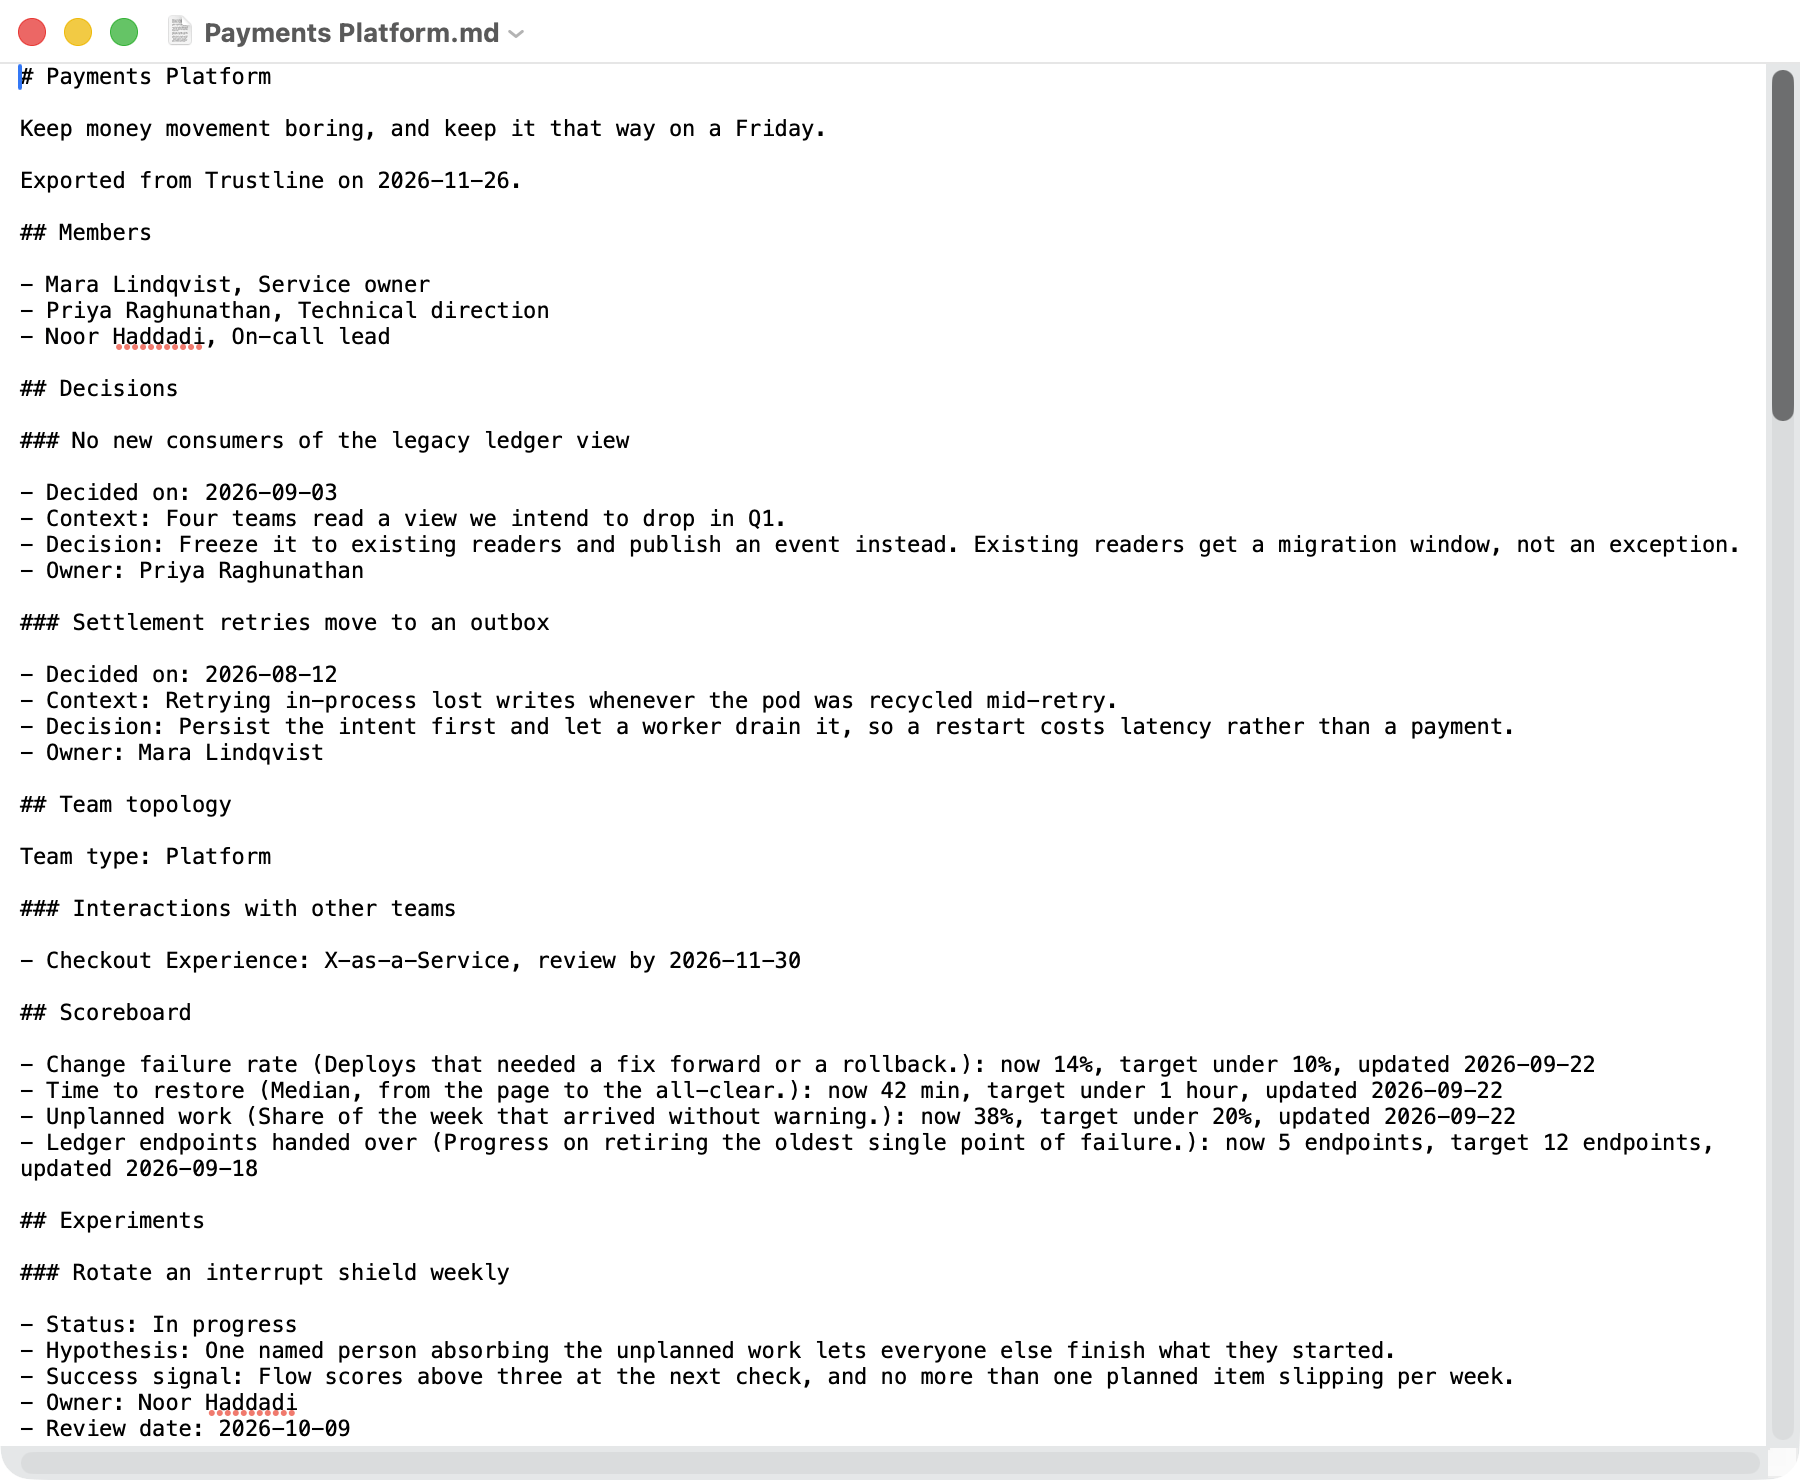 Payments Platform.md
# Payments Platform
Keep money movement boring, and keep it that way on a Friday.
Exported from Trustline on 2026-11-26.
## Members
- Mara Lindqvist, Service owner
- Priya Raghunathan, Technical direction
- Noor Haddadi, On-call lead
## Decisions
### No new consumers of the legacy ledger view
- Decided on: 2026-09-03
- Context: Four teams read a view we intend to drop in Q1.
- Decision: Freeze it to existing readers and publish an event instead. Existing readers get a migration window, not an exception.
- Owner: Priya Raghunathan
### Settlement retries move to an outbox
- Decided on: 2026-08-12
- Context: Retrying in-process lost writes whenever the pod was recycled mid-retry.
- Decision: Persist the intent first and let a worker drain it, so a restart costs latency rather than a payment.
- Owner: Mara Lindqvist
## Team topology
Team type: Platform
### Interactions with other teams
- Checkout Experience: X-as-a-Service, review by 2026-11-30
## Scoreboard
- Change failure rate (Deploys that needed a fix forward or a rollback.): now 14%, target under 10%, updated 2026-09-22
- Time to restore (Median, from the page to the all-clear.): now 42 min, target under 1 hour, updated 2026-09-22
- Unplanned work (Share of the week that arrived without warning.): now 38%, target under 20%, updated 2026-09-22
- Ledger endpoints handed over (Progress on retiring the oldest single point of failure.): now 5 endpoints, target 12 endpoints,
updated 2026-09-18
## Experiments
### Rotate an interrupt shield weekly
- Status: In progress
- Hypothesis: One named person absorbing the unplanned work lets everyone else finish what they started.
- Success signal: Flow scores above three at the next check, and no more than one planned item slipping per week.
- Owner: Noor Haddadi
- Review date: 2026-10-09